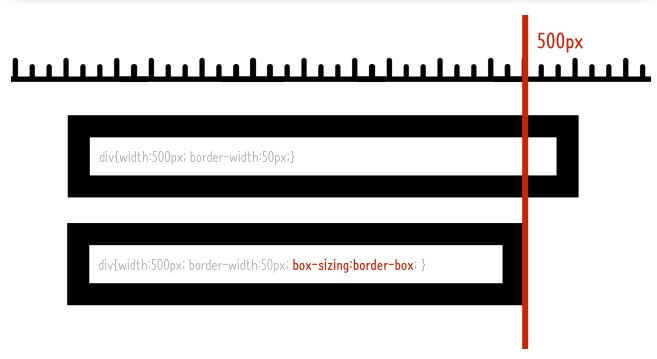 500px
div{width:500px; border-width:50px;}
div{width:500px; border-width:50px; box-sizing:border-box; }